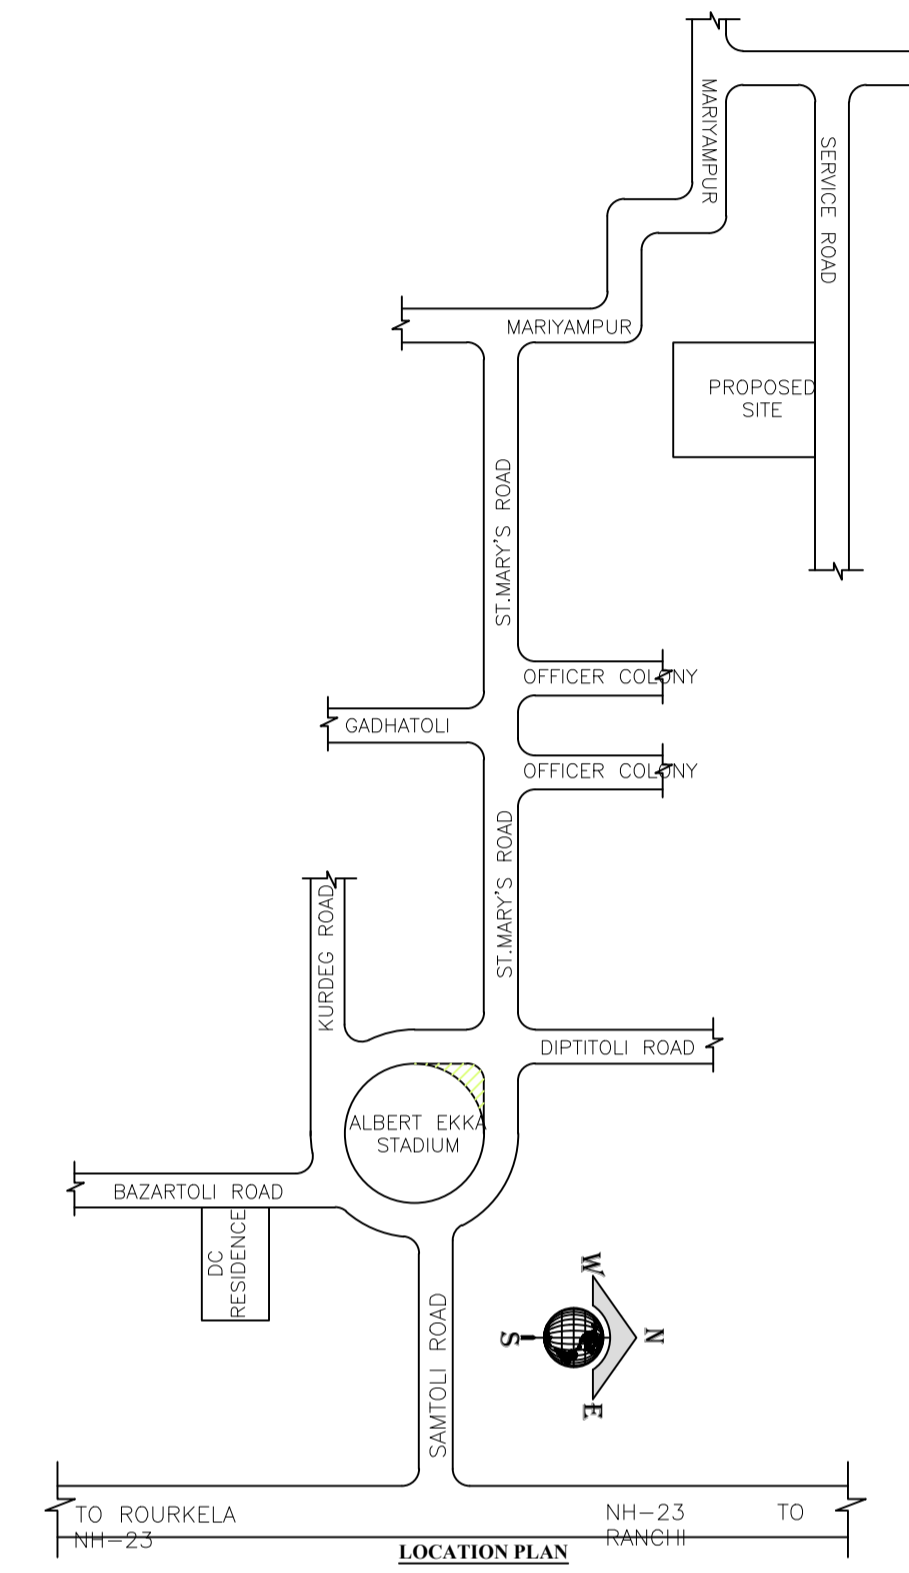 MARIYAMPUR
SERVICE ROAD
MARIYAMPUR
PROPOSED
SITE
ST.MARY'S ROAD
OFFICER COLONY
GADHATOLI
OFFICER COLONY
ST.MARY'S ROAD
KURDEG ROAD
DIPTITOLI ROAD
ALBERT EKKA
STADIUM
BAZARTOLI ROAD
DC
RESIDENCE
W
N
S
E
SAMTOLI ROAD
TO ROURKELA
NH-23
NH-23 TO
RANCHI
LOCATION PLAN